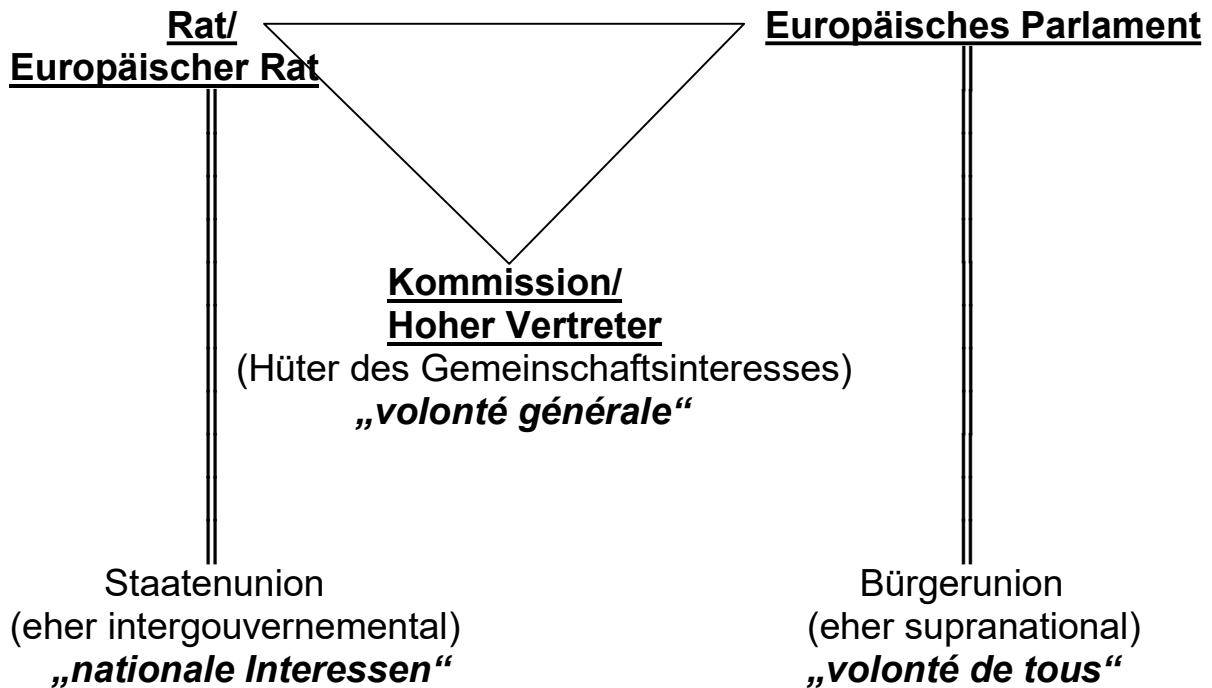 Rat/
Europäischer Rat
Europäisches Parlament
Kommission/
Hoher Vertreter
(Hüter des Gemeinschaftsinteresses)
„volonté générale“
Staatenunion
(eher intergouvernemental)
„nationale Interessen“
Bürgerunion
(eher supranational)
„volonté de tous“